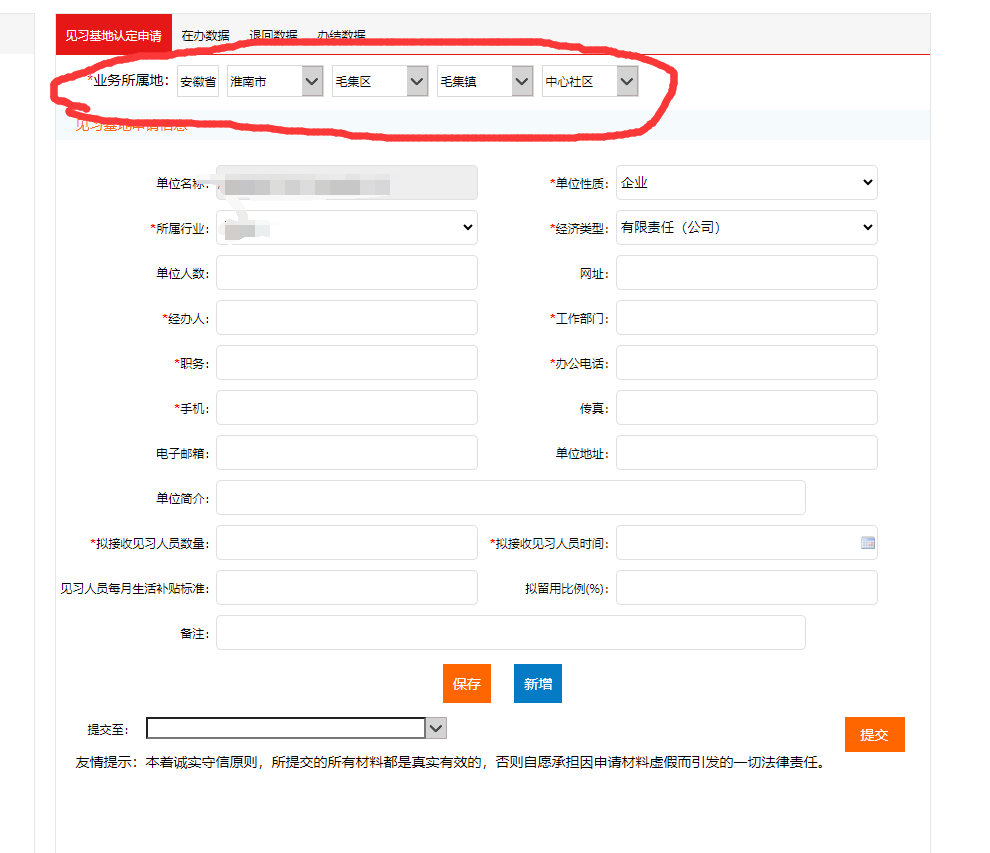 见习基地认定申请 在办数据 退回数据 办结数据
*业务所属地： 安徽省 淮南市 毛集区 毛集镇 中心社区
见习基地申请信息
单位名称: *单位性质: 企业
*所属行业: *经济类型: 有限责任（公司）
单位人数: 网址:
*经办人: *工作部门:
*职务: *办公电话:
*手机: 传真:
电子邮箱: 单位地址:
单位简介:
*拟接收见习人员数量: *拟接收见习人员时间:
见习人员每月生活补贴标准: 拟留用比例(%):
备注:
保存 新增
提交至： 提交
友情提示：本着诚实守信原则，所提交的所有材料都是真实有效的，否则自愿承担因申请材料虚假而引发的一切法律责任。